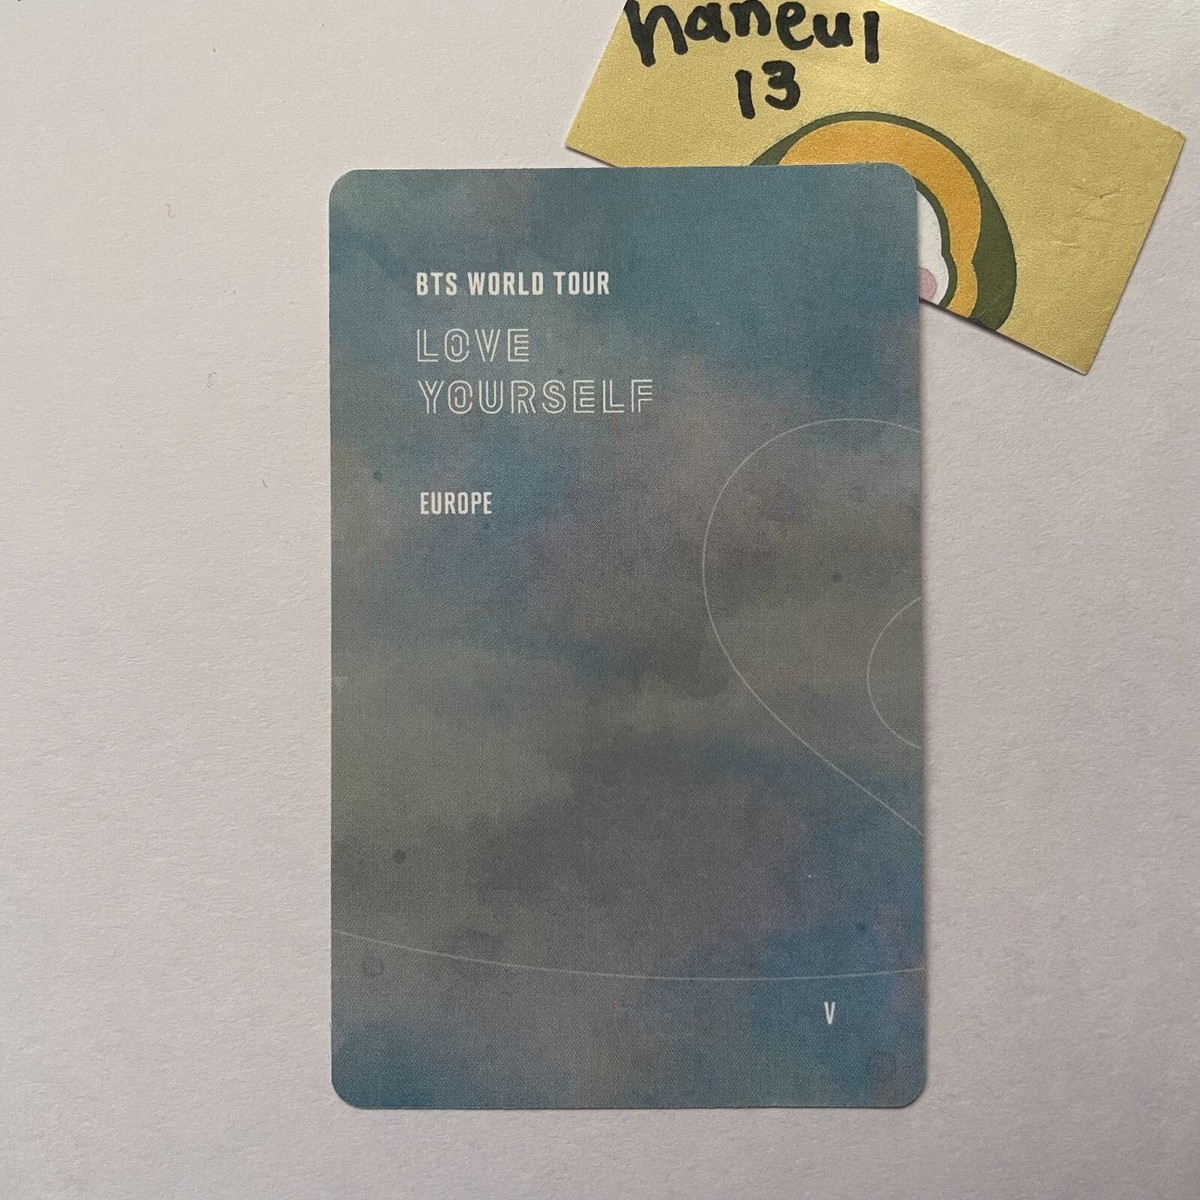 haneul
13
BTS WORLD TOUR
LOVE
YOURSELF
EUROPE
V